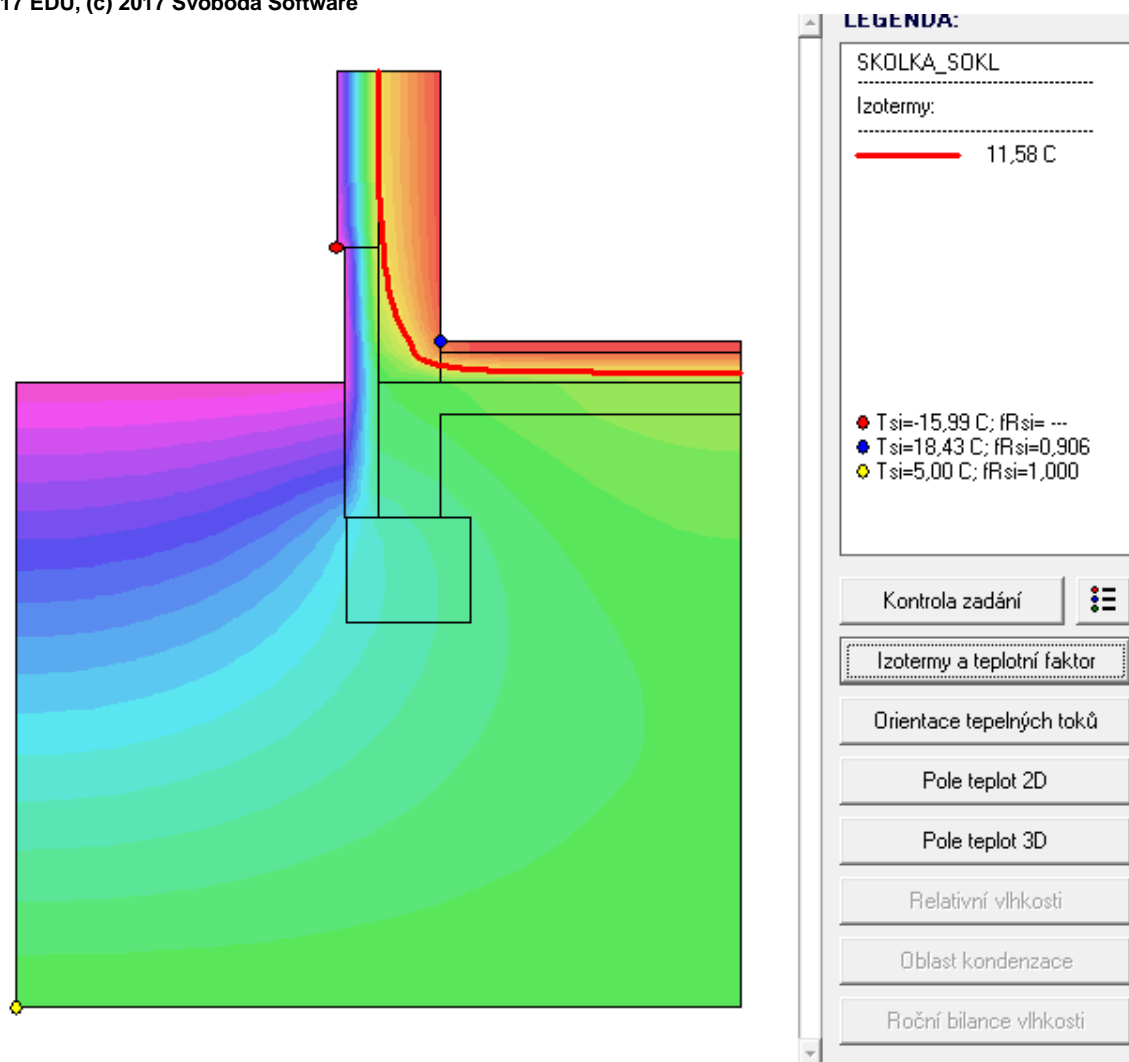 17 EDU, (c) 2017 Svoboda Software
LEGENDA:
SKOLKA_SOKL
Izotermy:
11,58 C
Tsi=-15,99 C; fRsi= ---
Tsi=18,43 C; fRsi=0,906
Tsi=5,00 C; fRsi=1,000
Kontrola zadání
Izotermy a teplotní faktor
Orientace tepelných toků
Pole teplot 2D
Pole teplot 3D
Relativní vlhkosti
Oblast kondenzace
Roční bilance vlhkosti